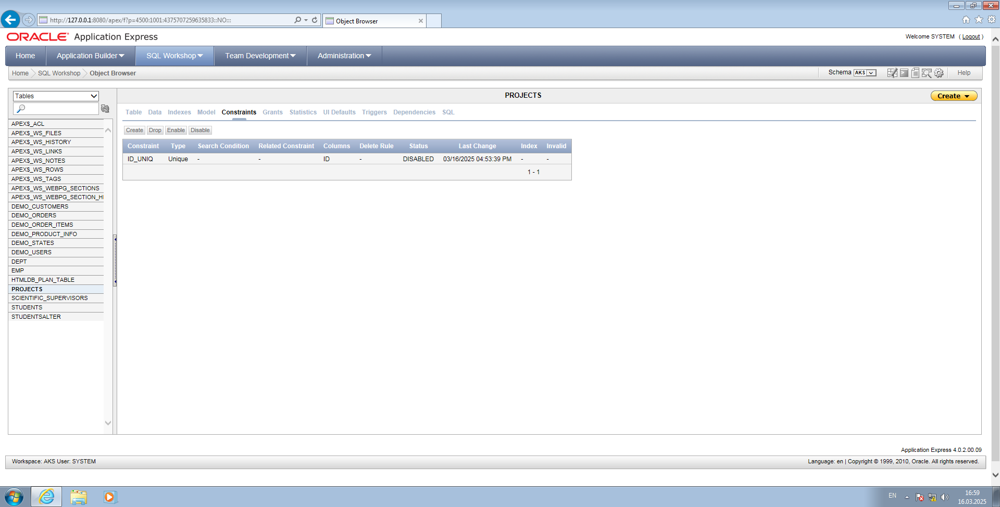 http://127.0.0.1:8080/apex/f?p=4500:1001:4375707259635833::NO:::
Object Browser
ORACLE Application Express
Welcome SYSTEM ( Logout )
Home Application Builder SQL Workshop Team Development Administration
Home SQL Workshop Object Browser
Schema AKS Help
Tables
PROJECTS
Create
Table Data Indexes Model Constraints Grants Statistics UI Defaults Triggers Dependencies SQL
Create Drop Enable Disable
Constraint Type Search Condition Related Constraint Columns Delete Rule Status Last Change Index Invalid
ID_UNIQ Unique - - ID - DISABLED 03/16/2025 04:53:39 PM - -
1 - 1
APEX$_ACL
APEX$_WS_FILES
APEX$_WS_HISTORY
APEX$_WS_LINKS
APEX$_WS_NOTES
APEX$_WS_ROWS
APEX$_WS_TAGS
APEX$_WS_WEBPG_SECTIONS
APEX$_WS_WEBPG_SECTION_HI
DEMO_CUSTOMERS
DEMO_ORDERS
DEMO_ORDER_ITEMS
DEMO_PRODUCT_INFO
DEMO_STATES
DEMO_USERS
DEPT
EMP
HTMLDB_PLAN_TABLE
PROJECTS
SCIENTIFIC_SUPERVISORS
STUDENTS
STUDENTSALTER
Application Express 4.0.2.00.09
Workspace: AKS User: SYSTEM
Language: en | Copyright © 1999, 2010, Oracle. All rights reserved.
EN
16:59
16.03.2025